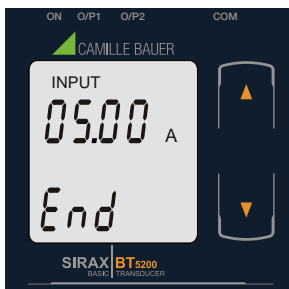 ON O/P1 O/P2 COM
CAMILLE BAUER
INPUT
05.00 A
End
SIRAX BT5200
BASIC TRANSDUCER